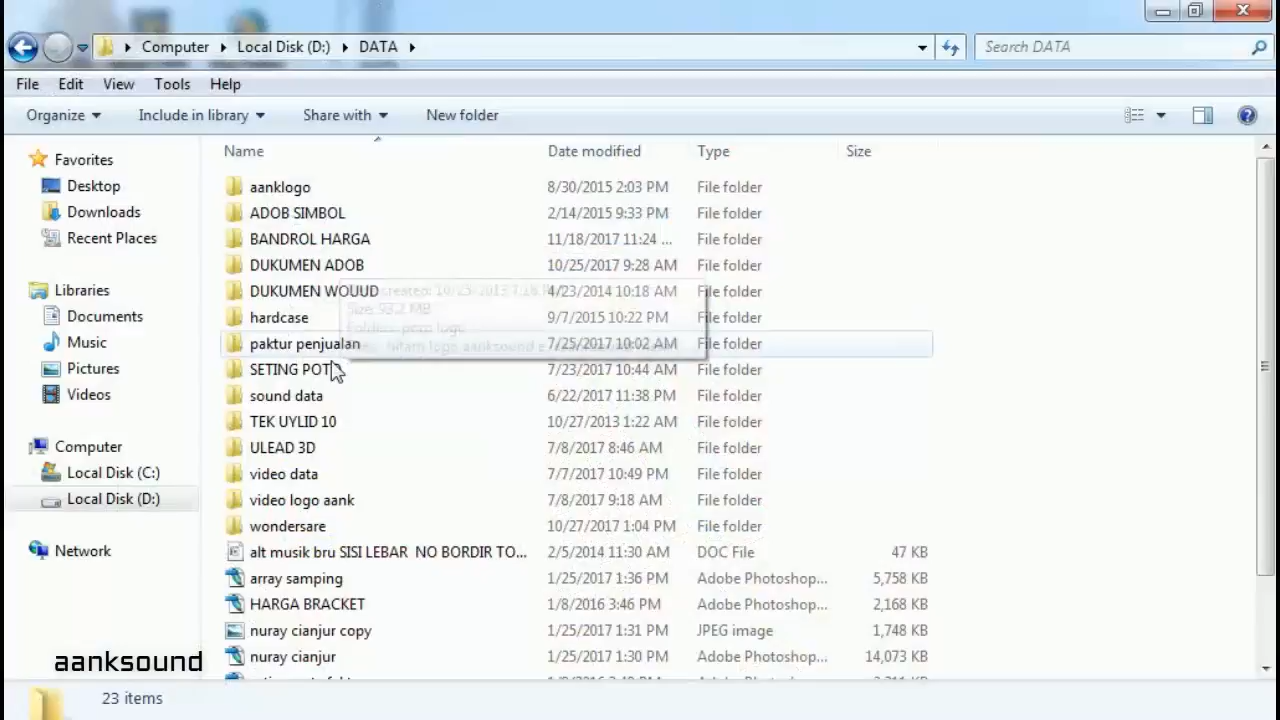 Computer Local Disk (D:) DATA
Search DATA
File Edit View Tools Help
Organize Include in library Share with New folder
Name Date modified Type Size
Favorites
Desktop
Downloads
Recent Places
Libraries
Documents
Music
Pictures
Videos
Computer
Local Disk (C:)
Local Disk (D:)
Network
aanklogo 8/30/2015 2:03 PM File folder
ADOB SIMBOL 2/14/2015 9:33 PM File folder
BANDROL HARGA 11/18/2017 11:24 ... File folder
DUKUMEN ADOB 10/25/2017 9:28 AM File folder
DUKUMEN WOUUD 4/23/2014 10:18 AM File folder
hardcase 9/7/2015 10:22 PM File folder
paktur penjualan 7/25/2017 10:02 AM File folder
SETING POT 7/23/2017 10:44 AM File folder
sound data 6/22/2017 11:38 PM File folder
TEK UYLID 10 10/27/2013 1:22 AM File folder
ULEAD 3D 7/8/2017 8:46 AM File folder
video data 7/7/2017 10:49 PM File folder
video logo aank 7/8/2017 9:18 AM File folder
wondersare 10/27/2017 1:04 PM File folder
alt musik bru SISI LEBAR NO BORDIR TO... 2/5/2014 11:30 AM DOC File 47 KB
array samping 1/25/2017 1:36 PM Adobe Photoshop... 5,758 KB
HARGA BRACKET 1/8/2016 3:46 PM Adobe Photoshop... 2,168 KB
nuray cianjur copy 1/25/2017 1:31 PM JPEG image 1,748 KB
nuray cianjur 1/25/2017 1:30 PM Adobe Photoshop... 14,073 KB
Size: 93.2 MB
aanksound
23 items